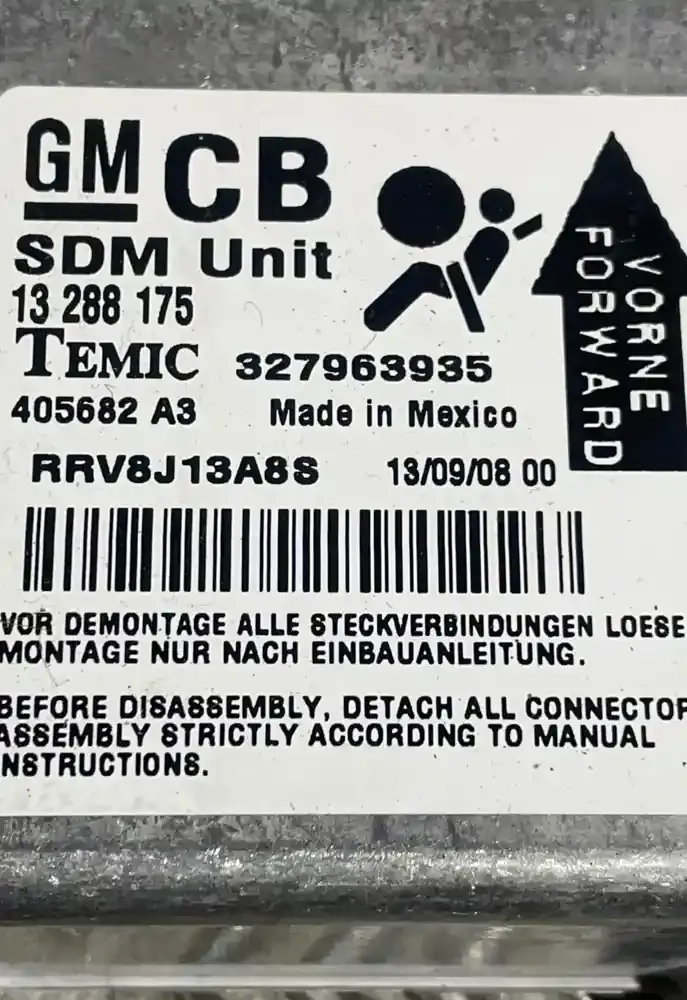 GM CB
SDM Unit
13 288 175
TEMIC 327963935
405682 A3 Made in Mexico
RRV8J13A8S 13/09/08 00
VORNE
FORWARD
VOR DEMONTAGE ALLE STECKVERBINDUNGEN LOESE
MONTAGE NUR NACH EINBAUANLEITUNG.
BEFORE DISASSEMBLY, DETACH ALL CONNECTOR
ASSEMBLY STRICTLY ACCORDING TO MANUAL
NSTRUCTIONS.